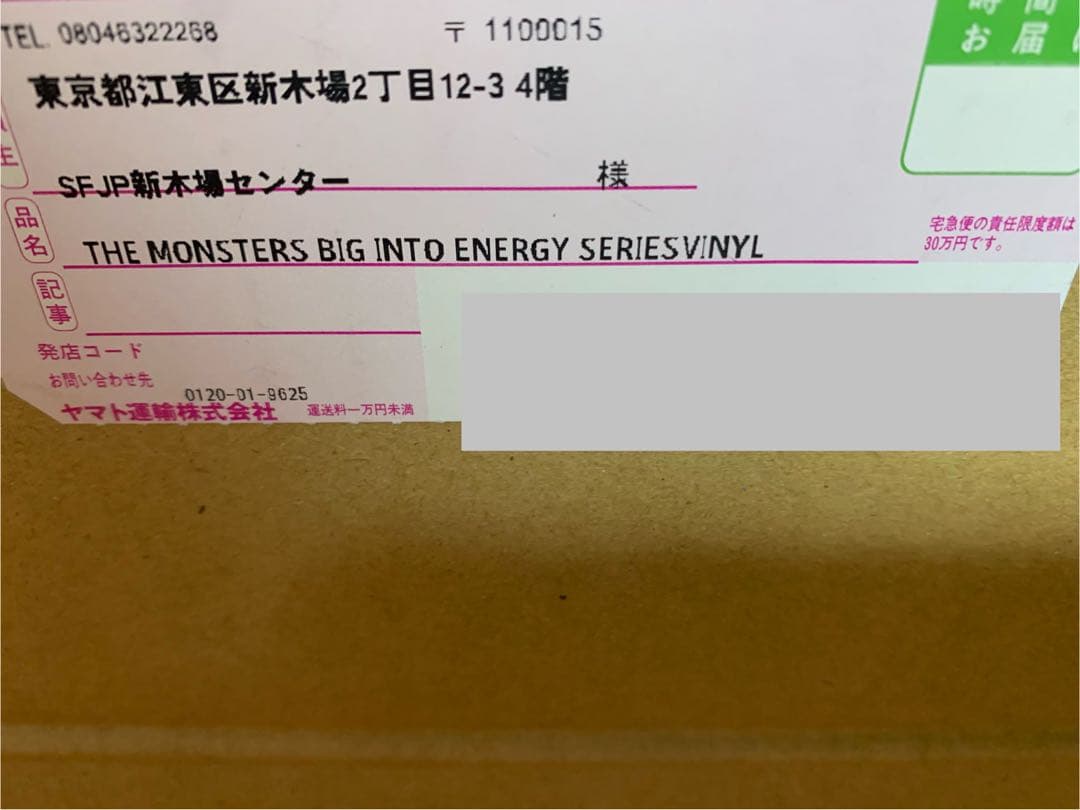 時間
お届け
TEL. 08046322268 〒 1100015
東京都江東区新木場2丁目12-3 4階
SFJP新木場センター 様
品名 THE MONSTERS BIG INTO ENERGY SERIESVINYL
宅急便の責任限度額は
30万円です。
記事
発店コード
お問い合わせ先 0120-01-9625
ヤマト運輸株式会社 運送料一万円未満